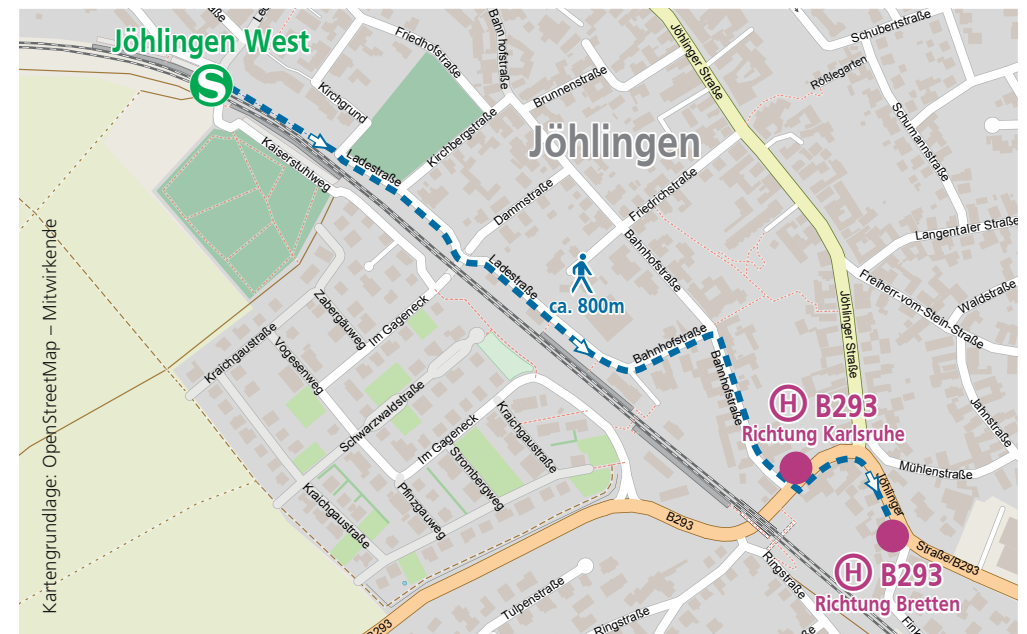 Jöhlingen West
S
Friedhofstraße
Bahnhofstraße
Brunnenstraße
Jöhlinger Straße
Schubertstraße
Rößlegarten
Schumannstraße
Kirchgrund
Kirchbergstraße
Jöhlingen
Kaiserstuhlweg
Ladestraße
Dammstraße
Friedrichstraße
Langentaler Straße
Bahnhofstraße
Ladestraße
Freiherr-vom-Stein-Straße
Waldstraße
ca. 800m
Jöhlinger Straße
Zabergäuweg
Im Gageneck
Kraichgaustraße
Vogesenweg
Bahnhofstraße
Bahnhofstraße
Schwarzwaldstraße
Im Gageneck
Kraichgaustraße
Jahnstraße
H B293
Richtung Karlsruhe
Strombergweg
Mühlenstraße
Pfinzgauweg
Kraichgaustraße
B293
Jöhlinger
Straße/B293
Ringstraße
H B293
Richtung Bretten
Tulpenstraße
Ringstraße
B293
Fink
Kartengrundlage: OpenStreetMap – Mitwirkende